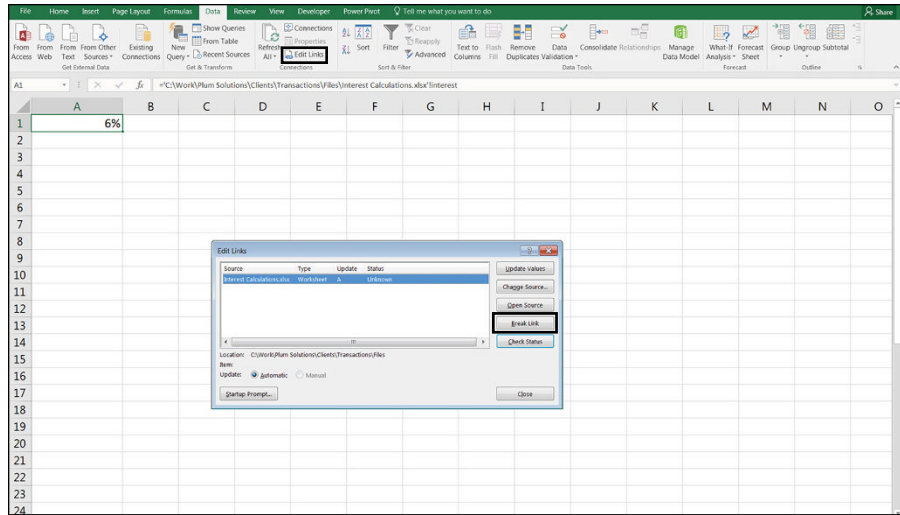 File Home Insert Page Layout Formulas Data Review View Developer Power Pivot Tell me what you want to do Share
From Access
From Web
From Text
From Other Sources
Existing Connections
New Query
Show Queries
From Table
Recent Sources
Refresh All
Connections
Properties
Edit Links
Sort
Filter
Clear
Reapply
Advanced
Text to Columns
Flash Fill
Remove Duplicates
Data Validation
Consolidate
Relationships
Manage Data Model
What-If Analysis
Forecast Sheet
Group
Ungroup
Subtotal
Get External Data Get & Transform Connections Sort & Filter Data Tools Forecast Outline
A1 fx ='C:\Work\Plum Solutions\Clients\Transactions\Files\Interest Calculations.xlsx'!interest
A B C D E F G H I J K L M N O
1 6%
2
3
4
5
6
7
8
9
10
11
12
13
14
15
16
17
18
19
20
21
22
23
24
Edit Links
Source Type Update Status
Interest Calculations.xlsx Worksheet A Unknown
Update Values
Change Source...
Open Source
Break Link
Check Status
Location: C:\Work\Plum Solutions\Clients\Transactions\Files
Item:
Update: Automatic Manual
Startup Prompt... Close